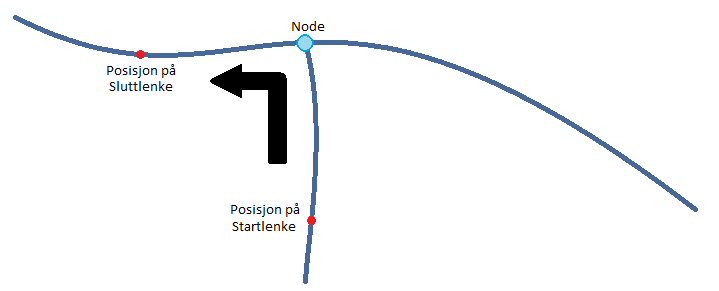 Node
Posisjon på
Sluttlenke
Posisjon på
Startlenke